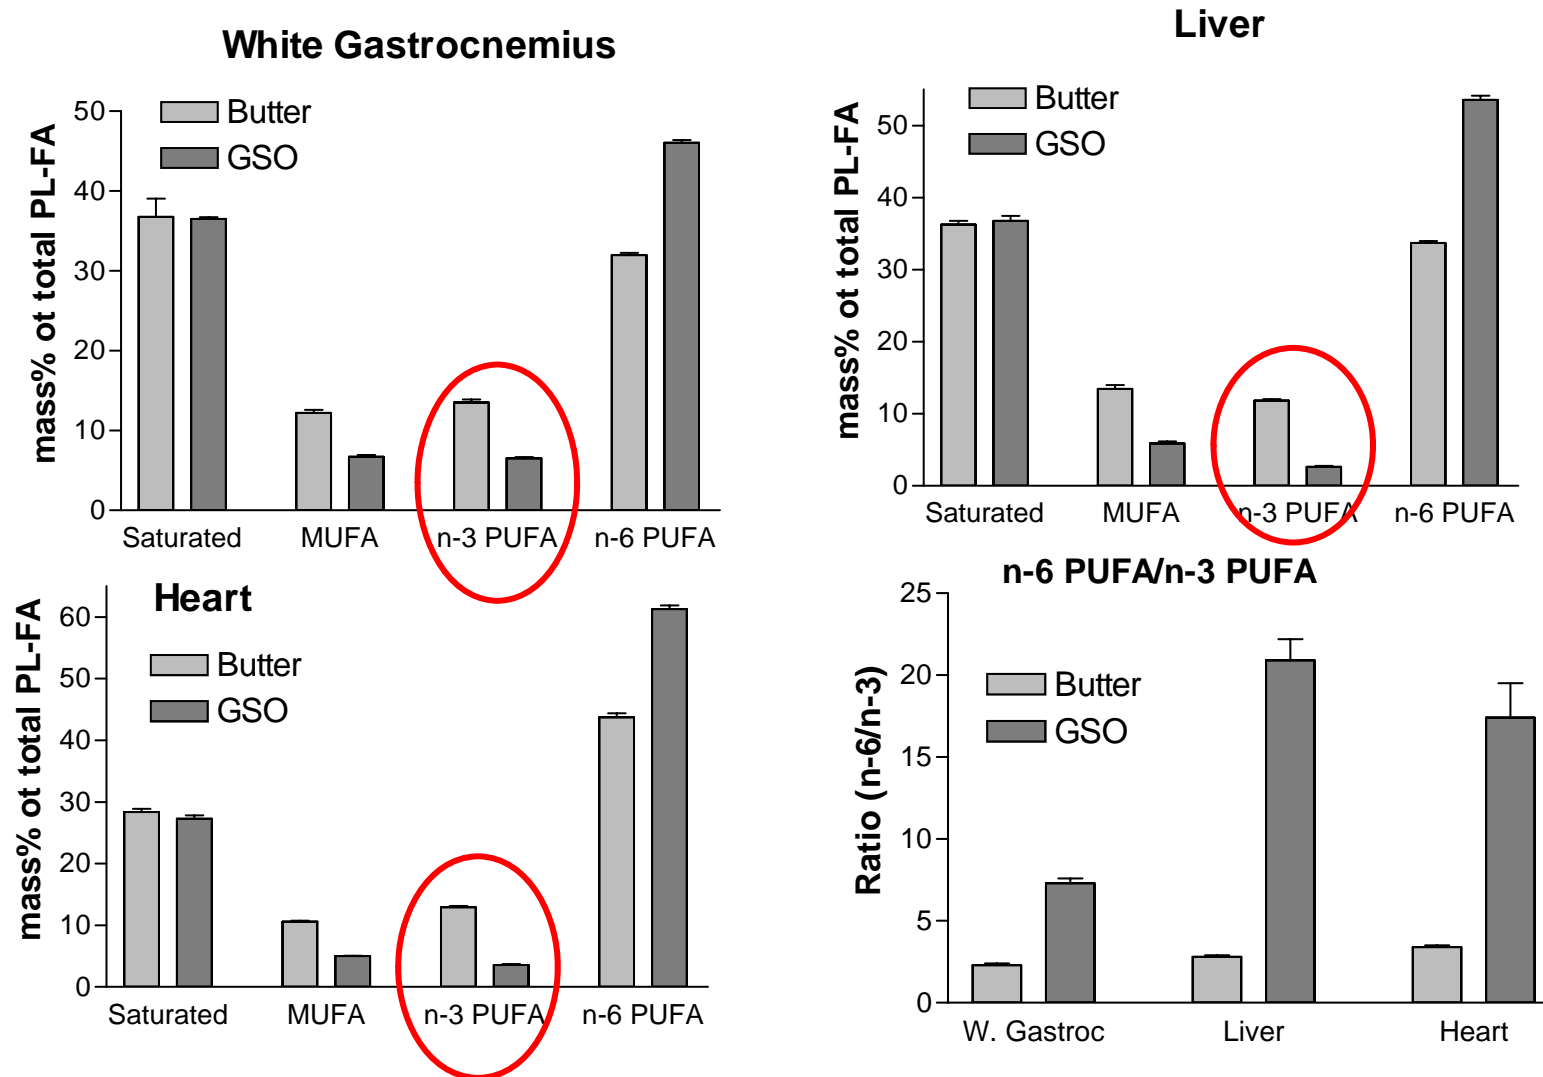 White Gastrocnemius
Butter
GSO
mass% ot total PL-FA
50
40
30
20
10
0
Saturated MUFA n-3 PUFA n-6 PUFA
Liver
Butter
GSO
mass% ot total PL-FA
50
40
30
20
10
0
Saturated MUFA n-3 PUFA n-6 PUFA
Heart
Butter
GSO
mass% ot total PL-FA
60
50
40
30
20
10
0
Saturated MUFA n-3 PUFA n-6 PUFA
n-6 PUFA/n-3 PUFA
Butter
GSO
Ratio (n-6/n-3)
25
20
15
10
5
0
W. Gastroc Liver Heart